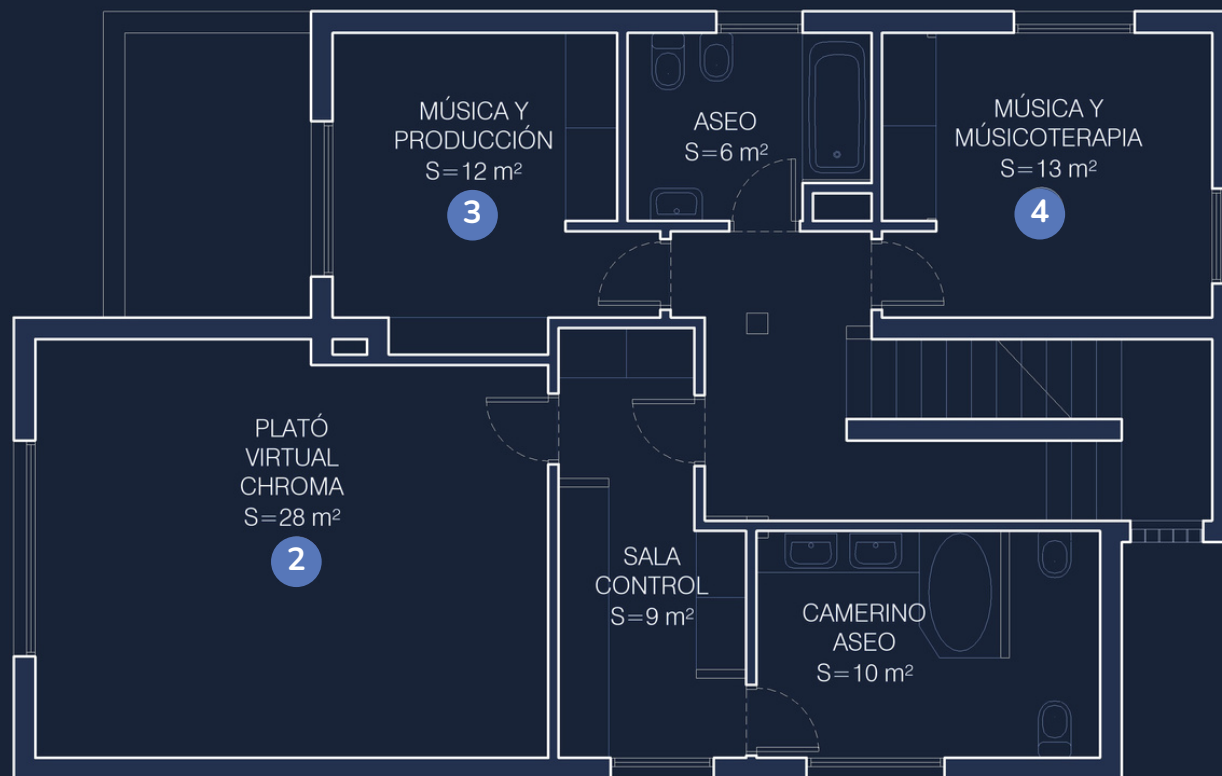 MÚSICA Y
PRODUCCIÓN
S=12 m²
3
ASEO
S=6 m²
MÚSICA Y
MÚSICOTERAPIA
S=13 m²
4
PLATÓ
VIRTUAL
CHROMA
S=28 m²
2
SALA
CONTROL
S=9 m²
CAMERINO
ASEO
S=10 m²